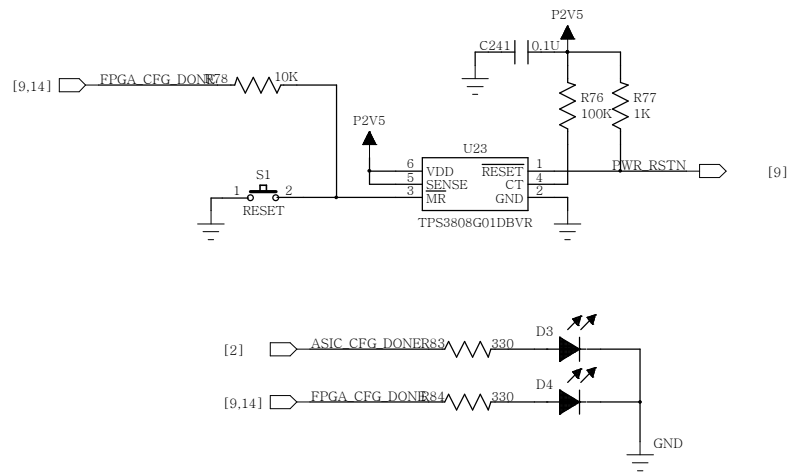 P2V5
C241 0.1U
[9,14] FPGA_CFG_DONE R78 10K
R76 R77
100K 1K
P2V5
U23
6 VDD RESET 1 PWR_RSTN [9]
5 SENSE CT 4
3 MR GND 2
S1
1 2
RESET
TPS3808G01DBVR
D3
[2] ASIC_CFG_DONE R83 330
D4
[9,14] FPGA_CFG_DONE R84 330
GND